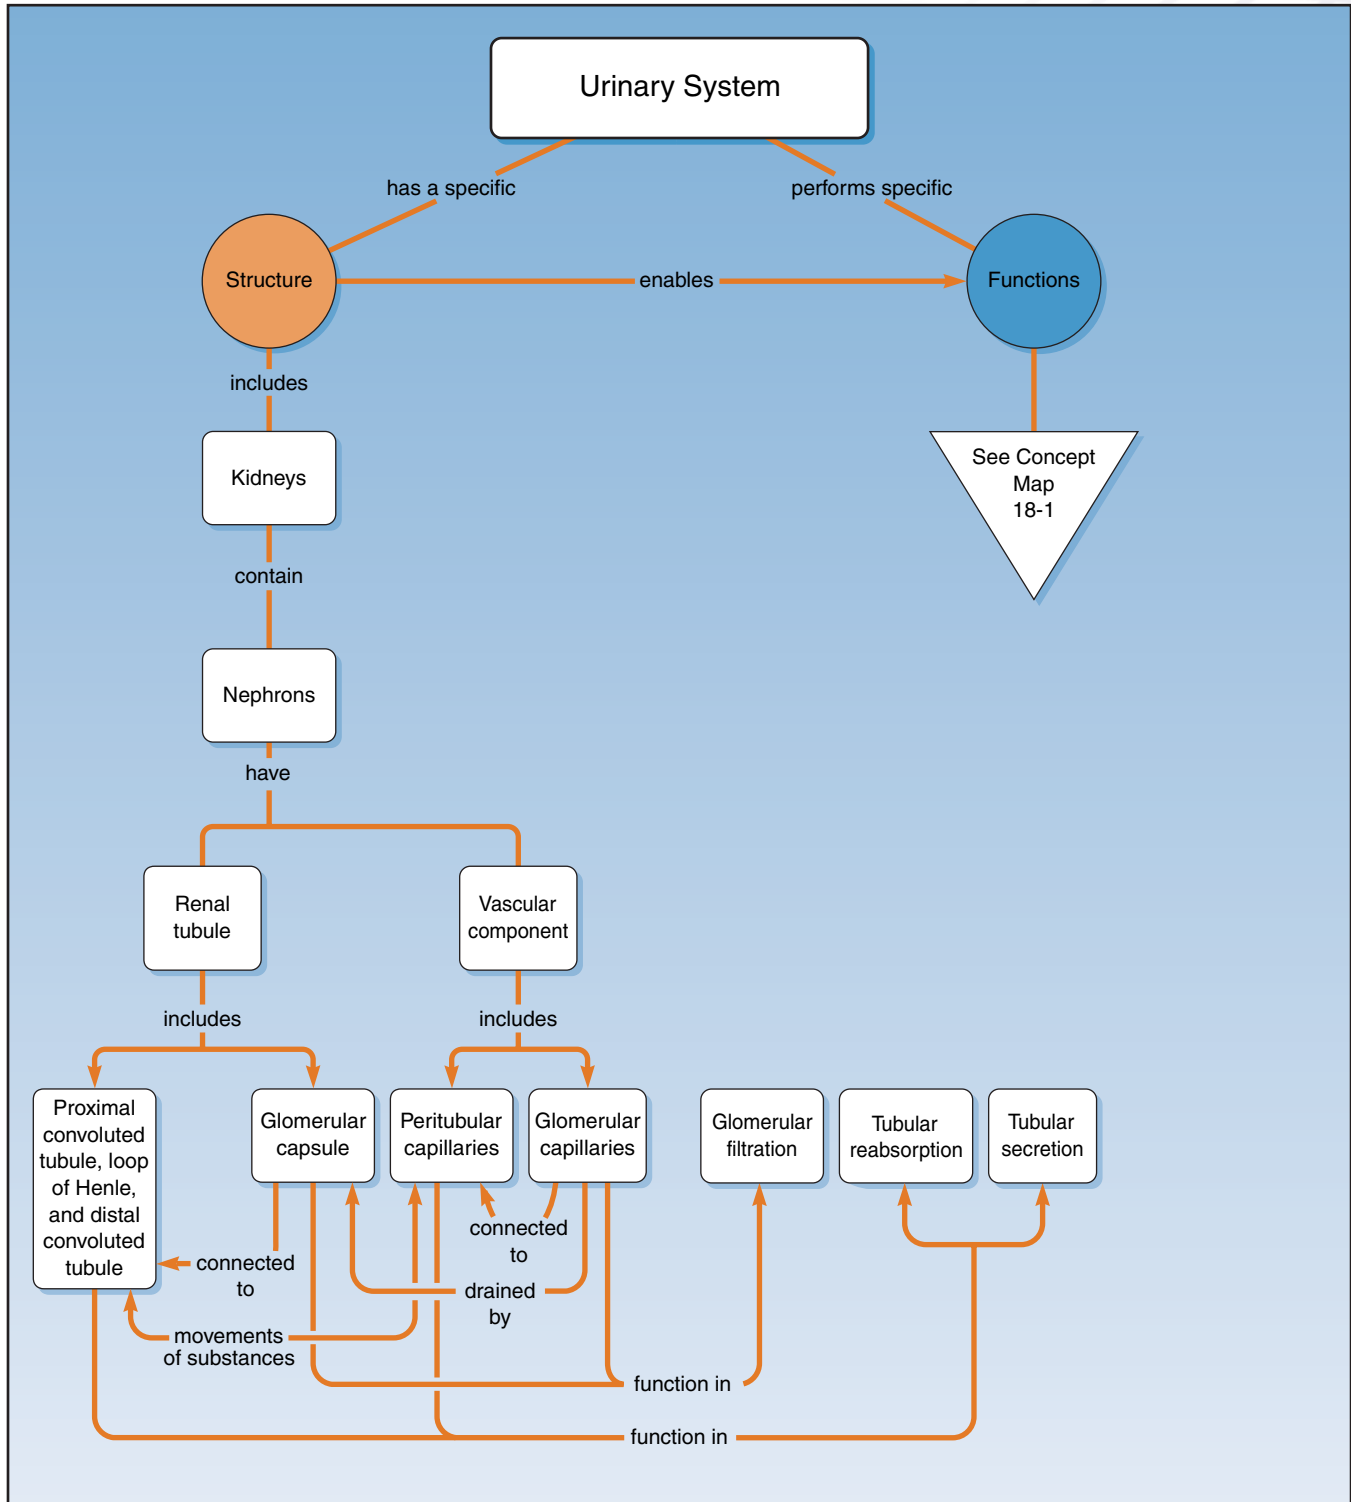 Urinary System
has a specific
performs specific
Structure
enables
Functions
includes
Kidneys
See Concept
Map
18-1
contain
Nephrons
have
Renal
tubule
Vascular
component
includes
includes
Proximal
convoluted
tubule, loop
of Henle,
and distal
convoluted
tubule
Glomerular
capsule
Peritubular
capillaries
Glomerular
capillaries
Glomerular
filtration
Tubular
reabsorption
Tubular
secretion
connected
to
connected
to
drained
by
movements
of substances
function in
function in